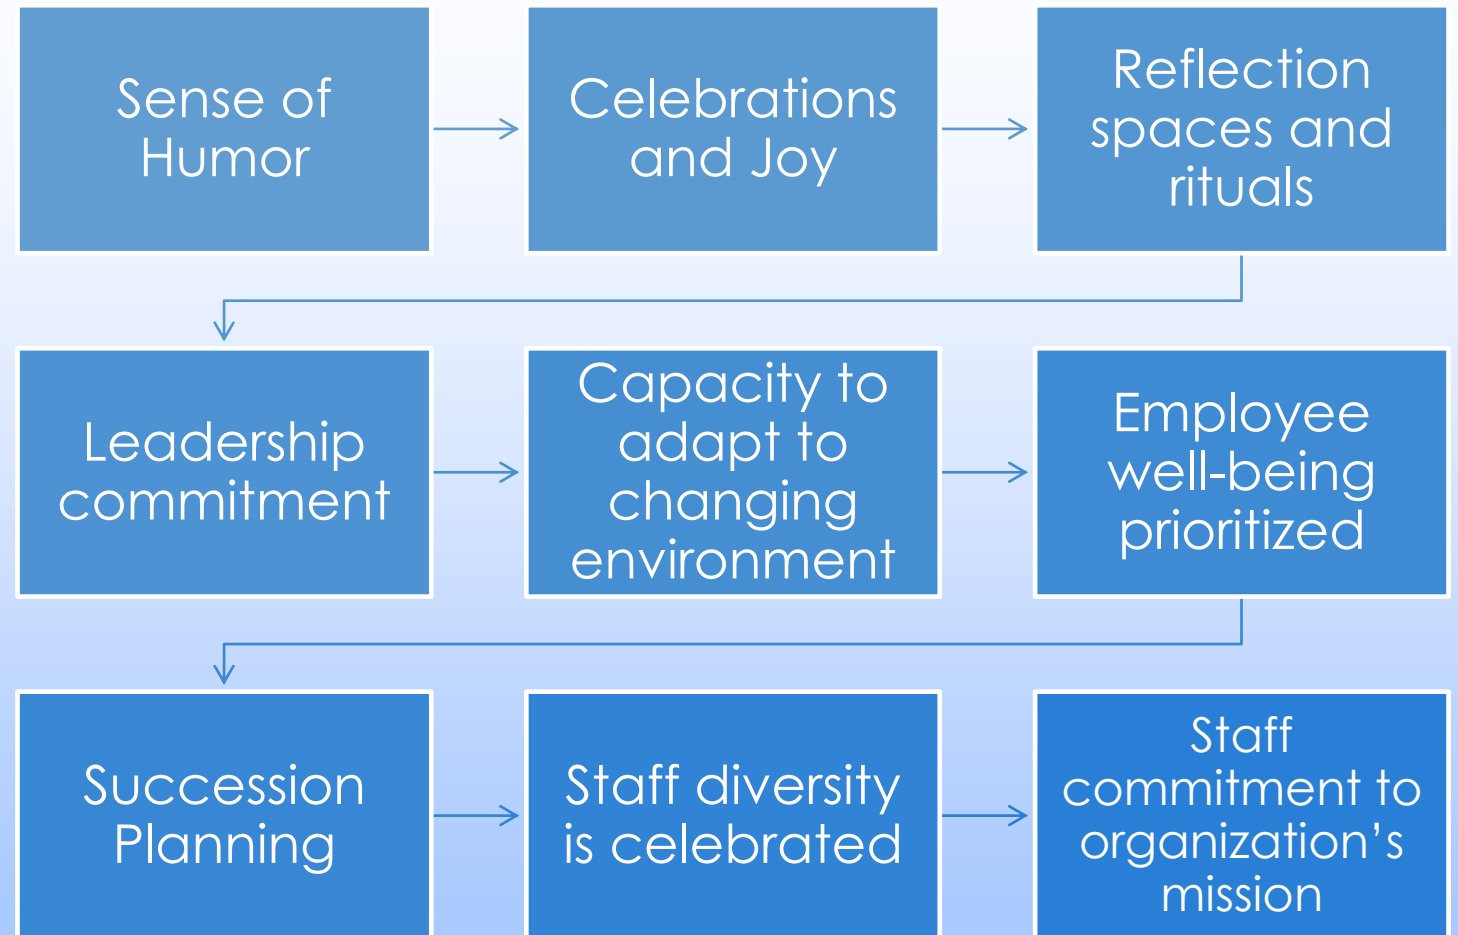 Sense of
Humor
Celebrations
and Joy
Reflection
spaces and
rituals
Leadership
commitment
Capacity to
adapt to
changing
environment
Employee
well-being
prioritized
Succession
Planning
Staff diversity
is celebrated
Staff
commitment to
organization’s
mission